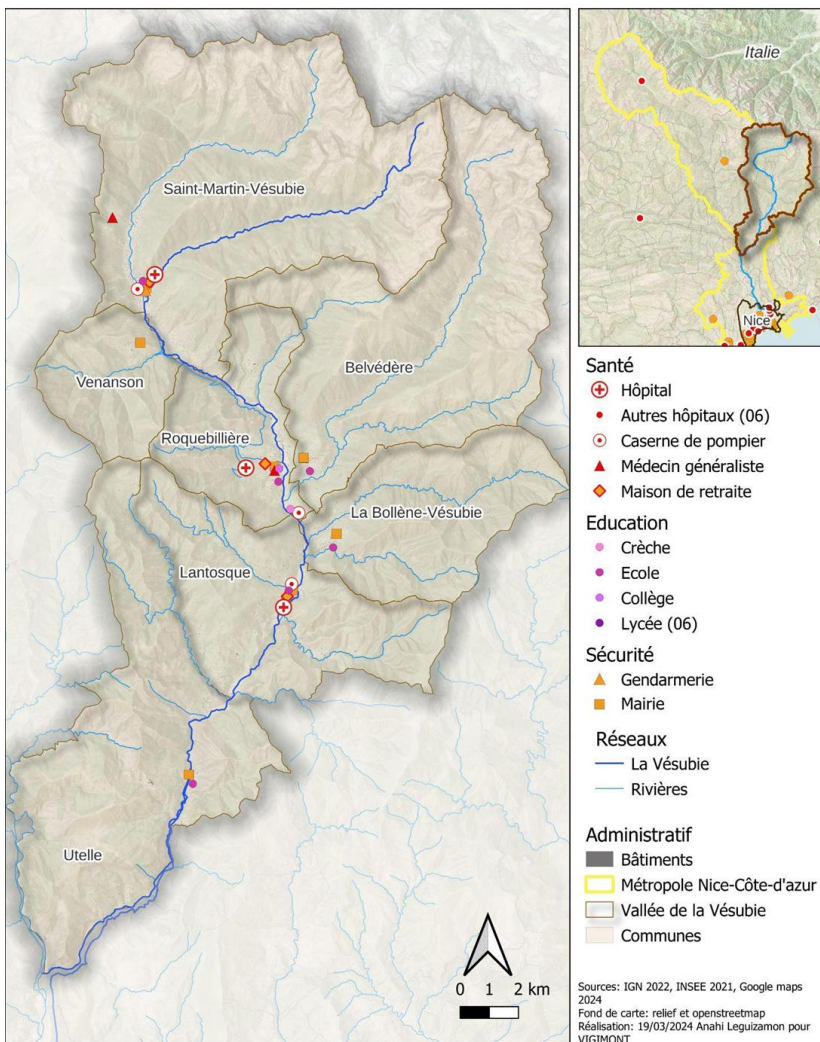 Saint-Martin-Vésubie
Venanson
Belvédère
Roquebillière
La Bollène-Vésubie
Lantosque
Utelle
0 1 2 km
Italie
Nice
Santé
Hôpital
Autres hôpitaux (06)
Caserne de pompier
Médecin généraliste
Maison de retraite
Education
Crèche
Ecole
Collège
Lycée (06)
Sécurité
Gendarmerie
Mairie
Réseaux
La Vésubie
Rivières
Administratif
Bâtiments
Métropole Nice-Côte-d'azur
Vallée de la Vésubie
Communes
Sources: IGN 2022, INSEE 2021, Google maps
2024
Fond de carte: relief et openstreetmap
Réalisation: 19/03/2024 Anahi Leguizamon pour
VIGIMONT